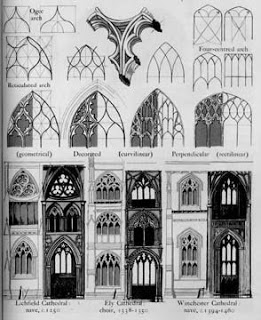 Ogee
arch
Four-centred arch
Reticulated arch
(geometrical)
Decorated
(curvilinear)
Perpendicular (rectilinear)
Lichfield Cathedral:
nave, c 1250
Ely Cathedral:
choir, 1338-1350
Winchester Cathedral:
nave, c 1394-1460